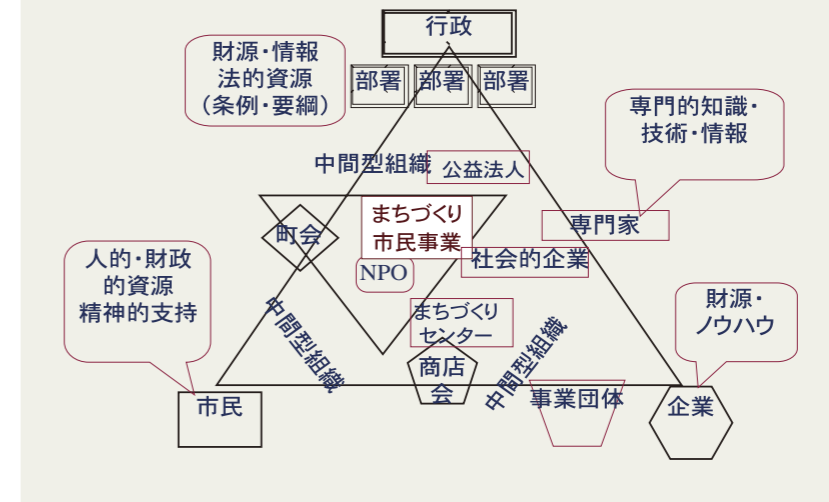 行政
財源・情報
法的資源
（条例・要綱）
部署
部署
部署
専門的知識・
技術・情報
中間型組織
公益法人
まちづくり
市民事業
町会
専門家
人的・財政
的資源
精神的支持
社会的企業
NPO
財源・
ノウハウ
まちづくり
センター
中間型組織
中間型組織
商店
会
事業団体
市民
企業